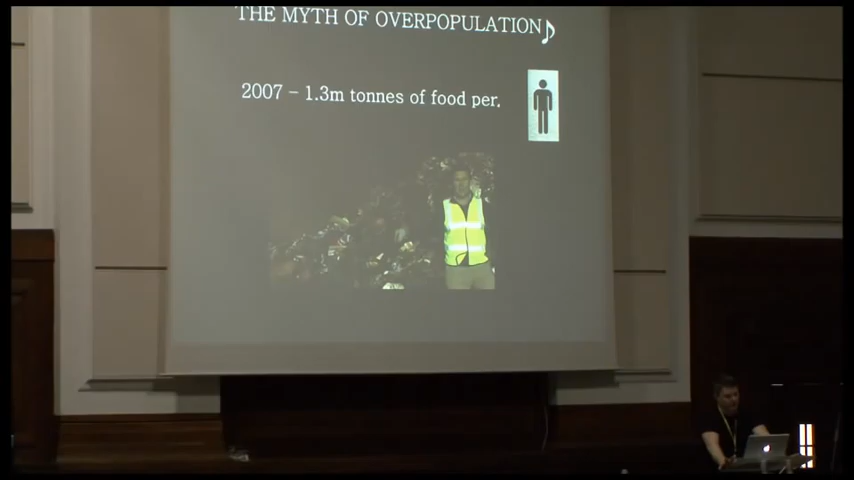 THE MYTH OF OVERPOPULATION
2007 – 1.3m tonnes of food per.